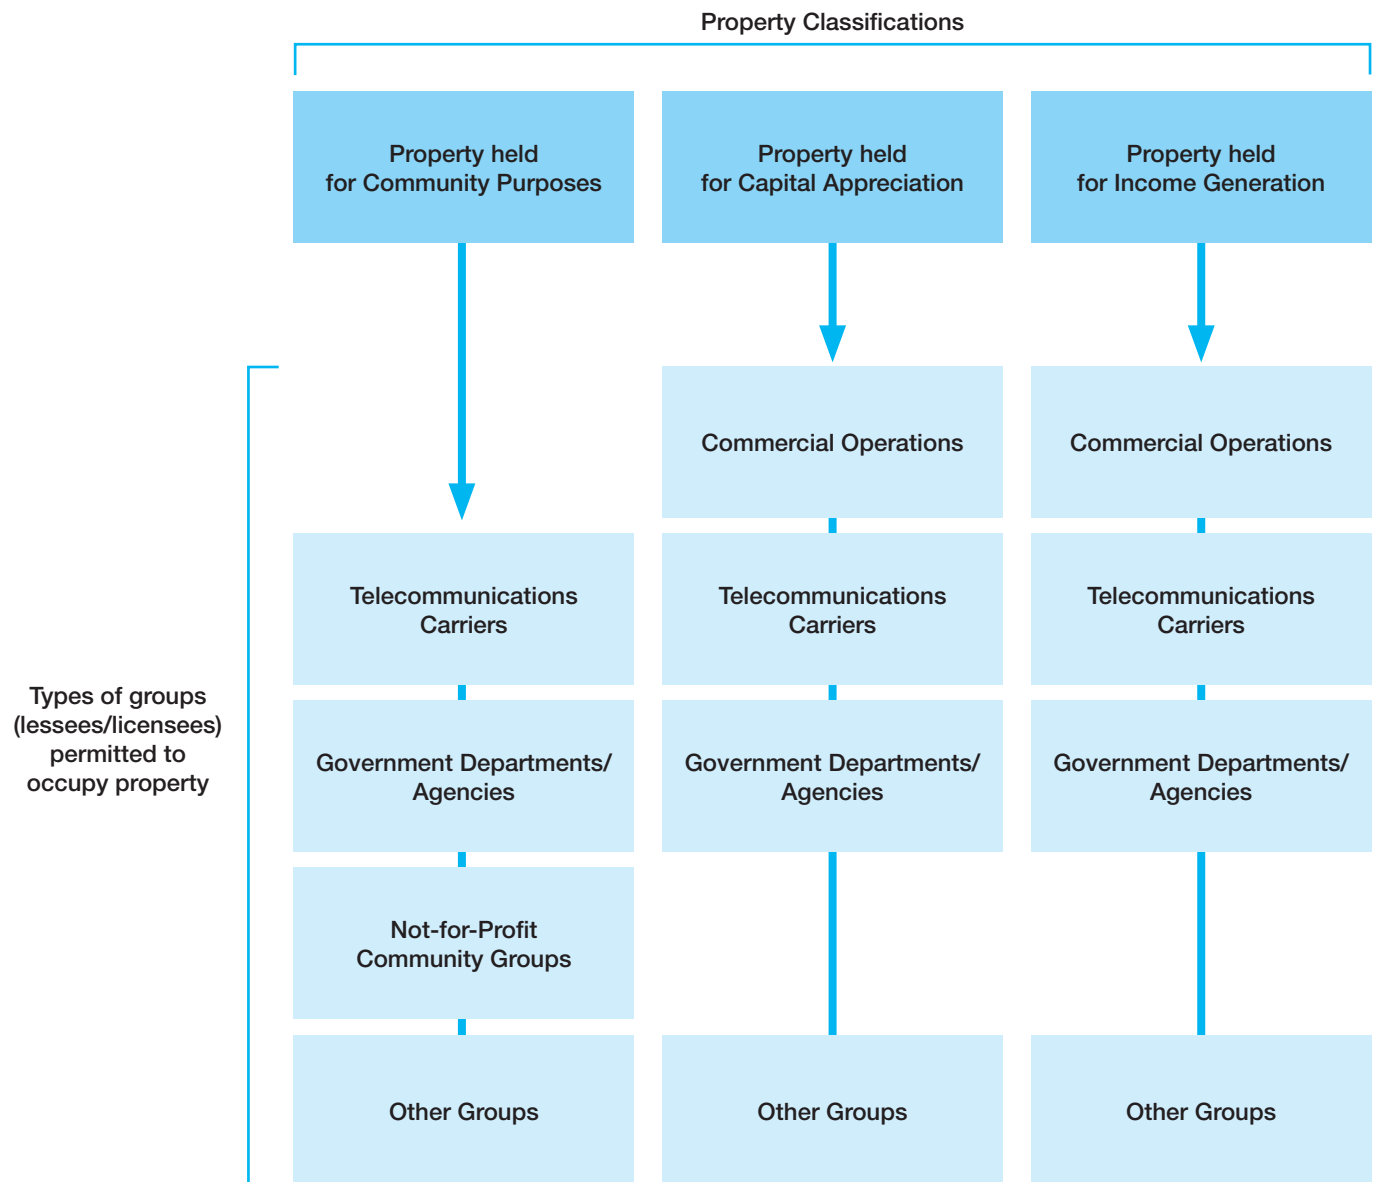 Property Classifications
Property held
for Community Purposes
Property held
for Capital Appreciation
Property held
for Income Generation
Commercial Operations
Commercial Operations
Telecommunications
Carriers
Telecommunications
Carriers
Telecommunications
Carriers
Types of groups
(lessees/licensees)
permitted to
occupy property
Government Departments/
Agencies
Government Departments/
Agencies
Government Departments/
Agencies
Not-for-Profit
Community Groups
Other Groups
Other Groups
Other Groups